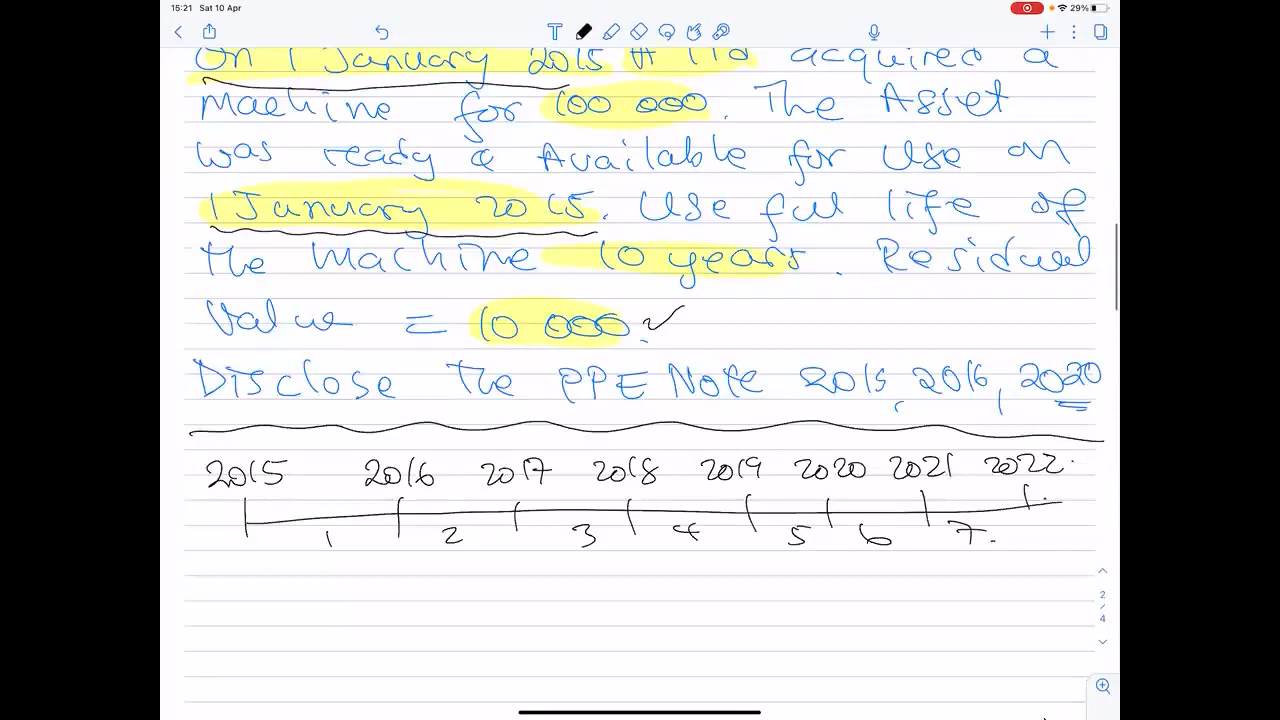 15:21 Sat 10 Apr
29%
On 1 January 2015 A Ltd acquired a
Machine for 100 000. The Asset
was ready & Available for Use on
1 January 2015. Useful life of
the Machine 10 years. Residual
Value = 10 000.
Disclose the PPE Note 2015, 2016, 2020
2015 2016 2017 2018 2019 2020 2021 2022.
1 2 3 4 5 6 7.
2
/
4